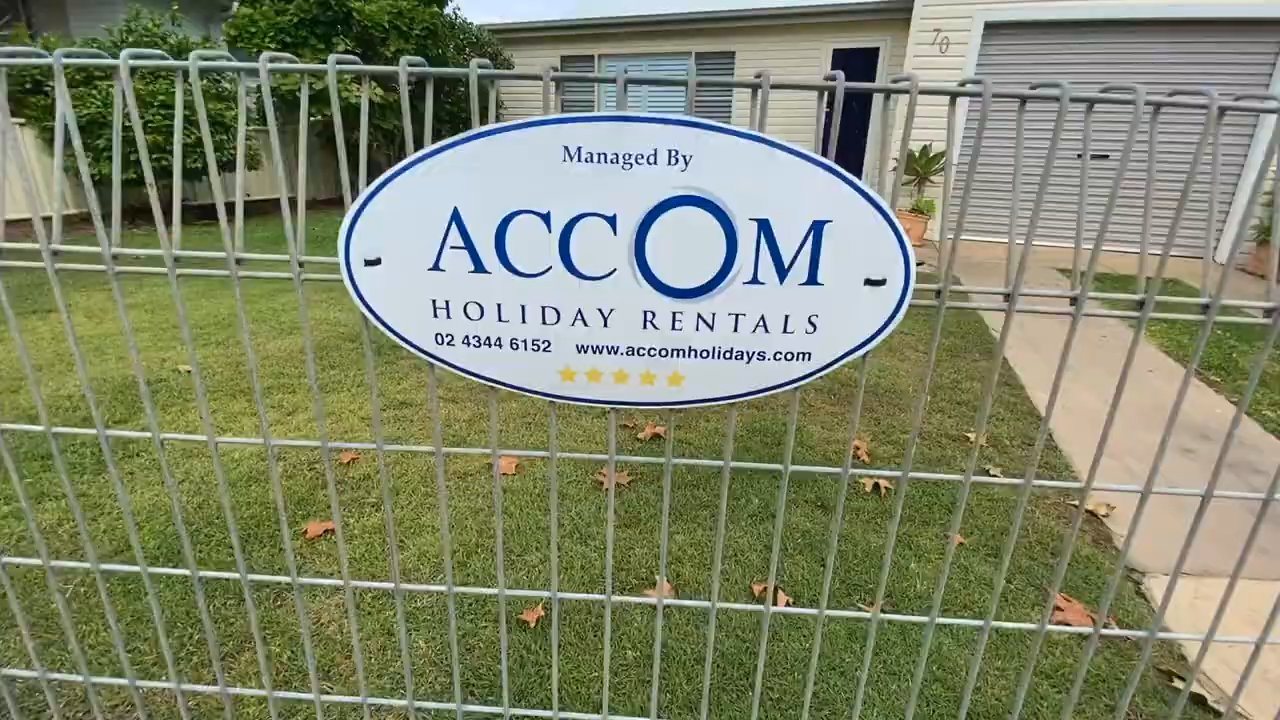 70
Managed By
ACCOM
HOLIDAY RENTALS
02 4344 6152 www.accomholidays.com